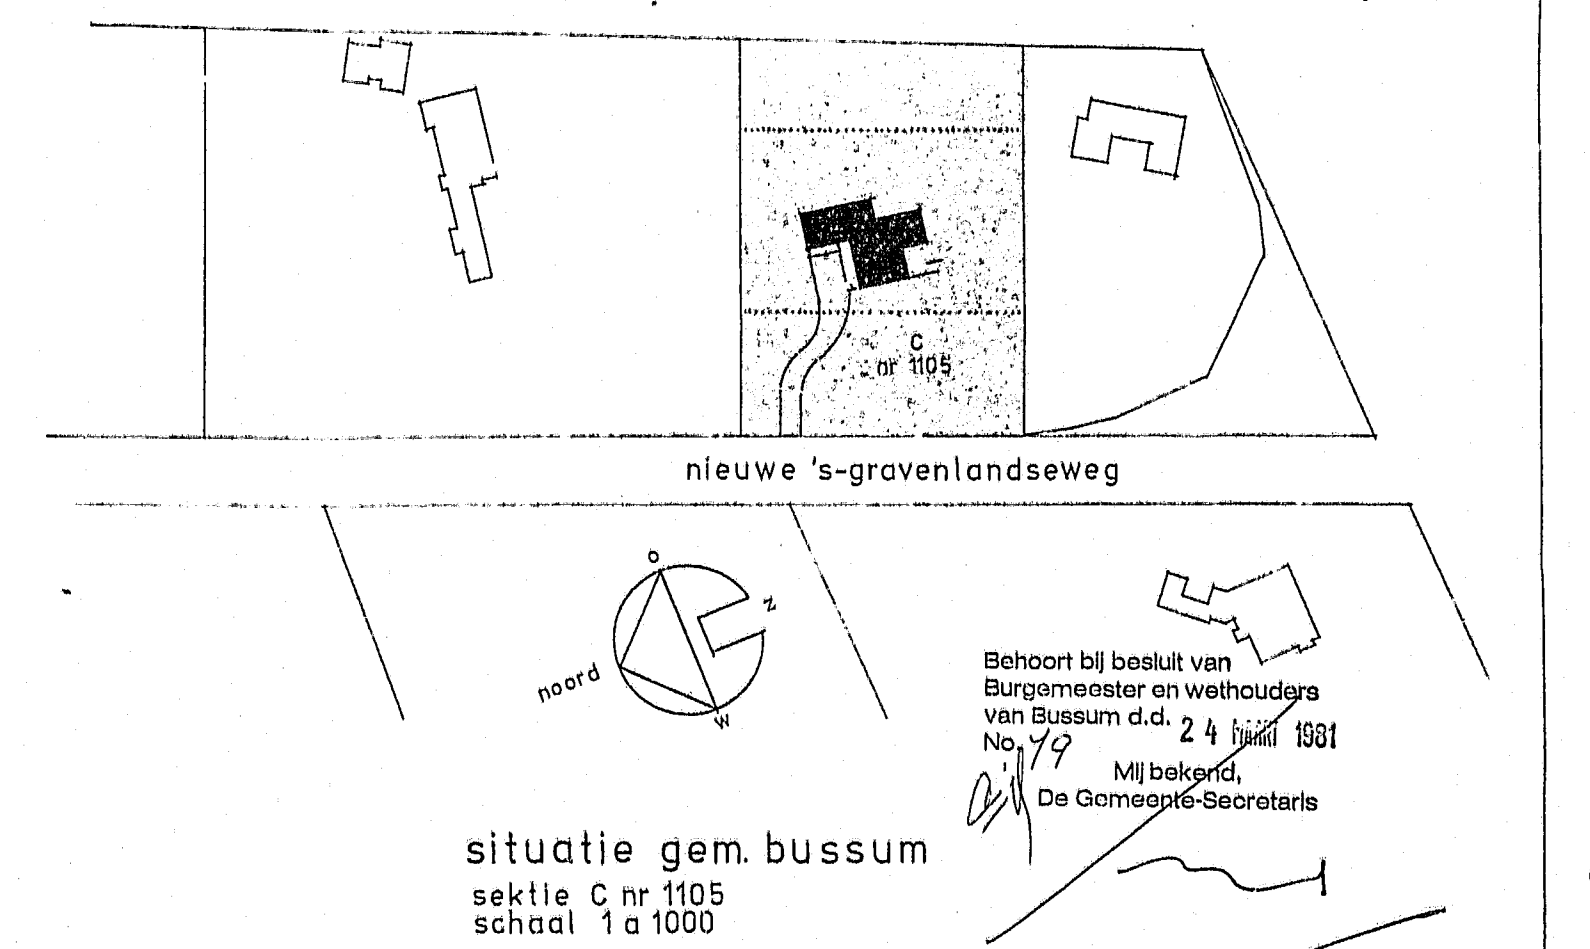 C
nr 1105
nieuwe 's-gravenlandseweg
O
Z
noord
W
Behoort bij besluit van
Burgemeester en wethouders
van Bussum d.d. 24 MAART 1981
No. 79
Mij bekend,
De Gemeente-Secretaris
situatie gem. bussum
sektie C nr 1105
schaal 1 a 1000